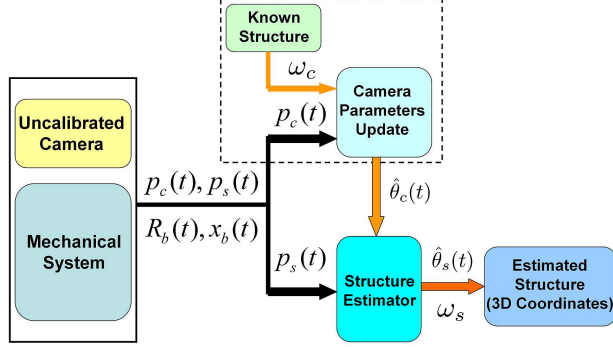 Known
Structure
ω_c
Camera
Parameters
Update
p_c(t)
Uncalibrated
Camera
p_c(t), p_s(t)
R_b(t), x_b(t)
Mechanical
System
θ̂_c(t)
p_s(t)
Structure
Estimator
θ̂_s(t)
ω_s
Estimated
Structure
(3D Coordinates)